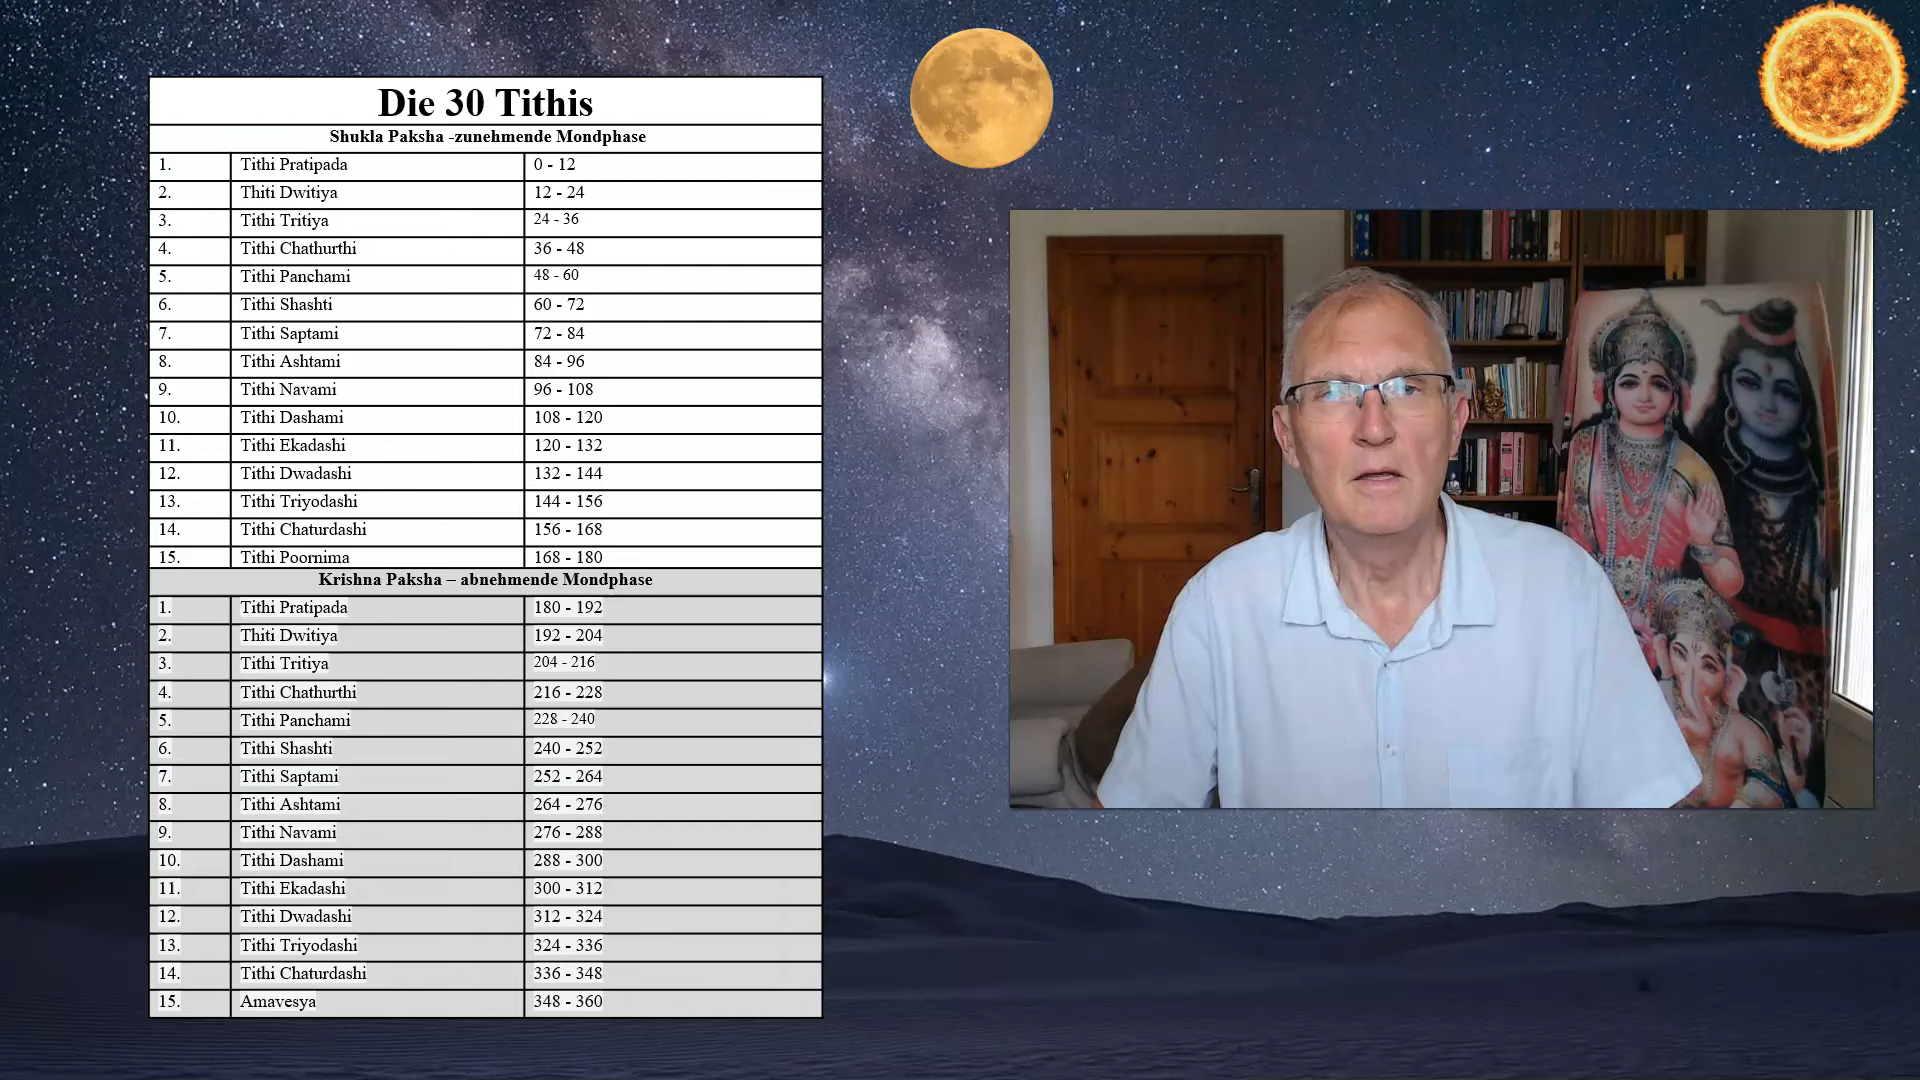 Die 30 Tithis
Shukla Paksha -zunehmende Mondphase
1. Tithi Pratipada 0 - 12
2. Thiti Dwitiya 12 - 24
3. Tithi Tritiya 24 - 36
4. Tithi Chathurthi 36 - 48
5. Tithi Panchami 48 - 60
6. Tithi Shashti 60 - 72
7. Tithi Saptami 72 - 84
8. Tithi Ashtami 84 - 96
9. Tithi Navami 96 - 108
10. Tithi Dashami 108 - 120
11. Tithi Ekadashi 120 - 132
12. Tithi Dwadashi 132 - 144
13. Tithi Triyodashi 144 - 156
14. Tithi Chaturdashi 156 - 168
15. Tithi Poornima 168 - 180
Krishna Paksha – abnehmende Mondphase
1. Tithi Pratipada 180 - 192
2. Thiti Dwitiya 192 - 204
3. Tithi Tritiya 204 - 216
4. Tithi Chathurthi 216 - 228
5. Tithi Panchami 228 - 240
6. Tithi Shashti 240 - 252
7. Tithi Saptami 252 - 264
8. Tithi Ashtami 264 - 276
9. Tithi Navami 276 - 288
10. Tithi Dashami 288 - 300
11. Tithi Ekadashi 300 - 312
12. Tithi Dwadashi 312 - 324
13. Tithi Triyodashi 324 - 336
14. Tithi Chaturdashi 336 - 348
15. Amavesya 348 - 360